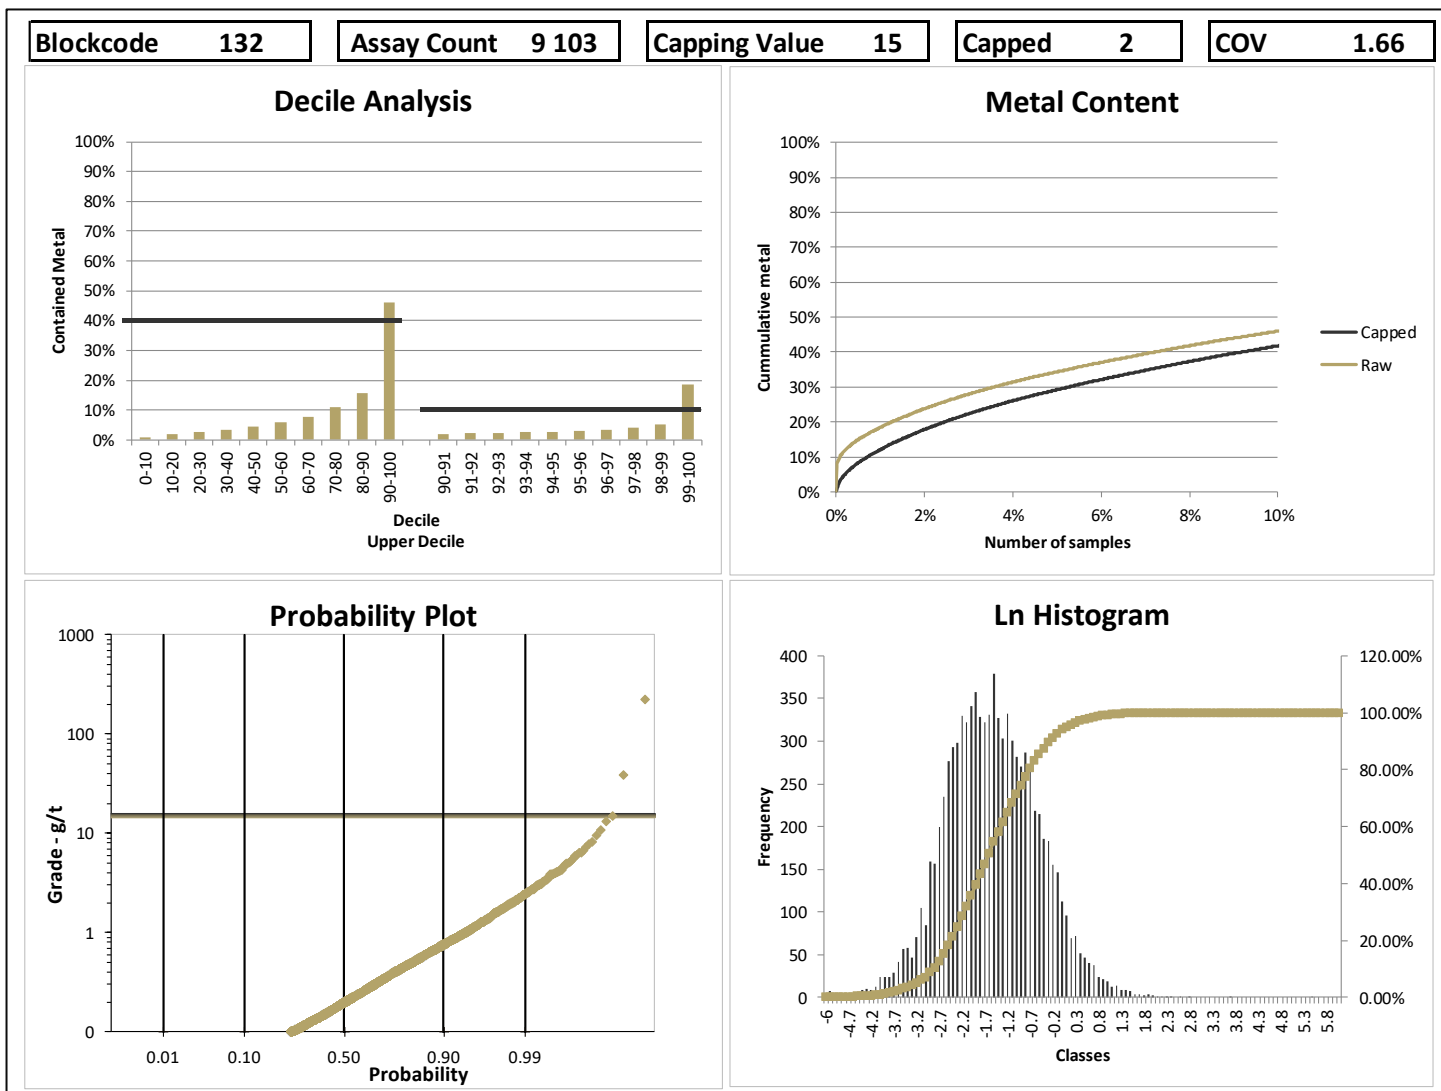 Blockcode 132
Assay Count 9 103
Capping Value 15
Capped 2
COV 1.66
Decile Analysis
Contained Metal
100%
90%
80%
70%
60%
50%
40%
30%
20%
10%
0%
0-10 10-20 20-30 30-40 40-50 50-60 60-70 70-80 80-90 90-100 90-91 91-92 92-93 93-94 94-95 95-96 96-97 97-98 98-99 99-100
Decile
Upper Decile
Metal Content
Cummulative metal
100%
90%
80%
70%
60%
50%
40%
30%
20%
10%
0%
0% 2% 4% 6% 8% 10%
Number of samples
Capped
Raw
Probability Plot
Grade - g/t
1000
100
10
1
0
0.01 0.10 0.50 0.90 0.99
Probability
Ln Histogram
Frequency
400
350
300
250
200
150
100
50
0
120.00%
100.00%
80.00%
60.00%
40.00%
20.00%
0.00%
-6 -4.7 -4.2 -3.7 -3.2 -2.7 -2.2 -1.7 -1.2 -0.7 -0.2 0.3 0.8 1.3 1.8 2.3 2.8 3.3 3.8 4.3 4.8 5.3 5.8
Classes